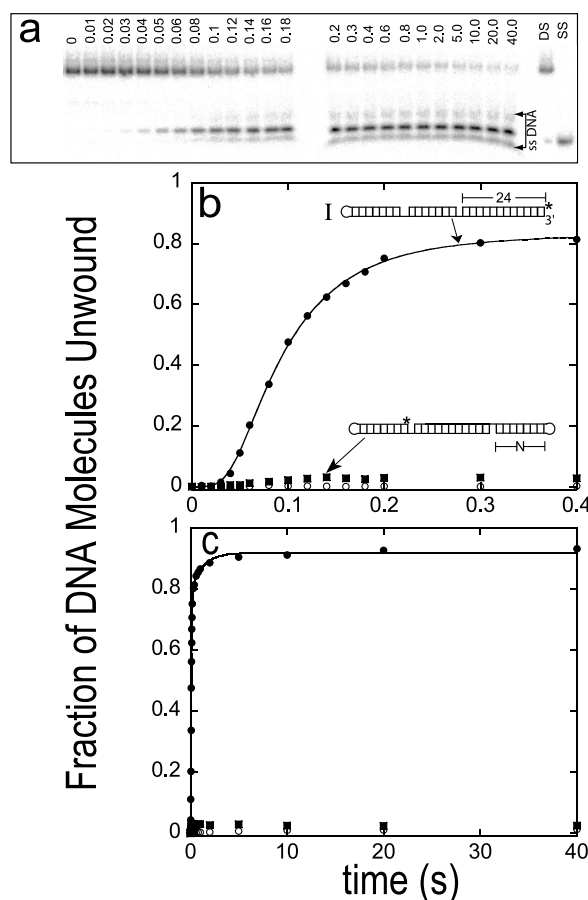 a
0 0.01 0.02 0.03 0.04 0.05 0.06 0.08 0.1 0.12 0.14 0.16 0.18 0.2 0.3 0.4 0.6 0.8 1.0 2.0 5.0 10.0 20.0 40.0 DS SS
ss DNA
Fraction of DNA Molecules Unwound
b
1
0.8
0.6
0.4
0.2
0
I
24
*
3'
*
N
0 0.1 0.2 0.3 0.4
c
1
0.8
0.6
0.4
0.2
0
0 10 20 30 40
time (s)